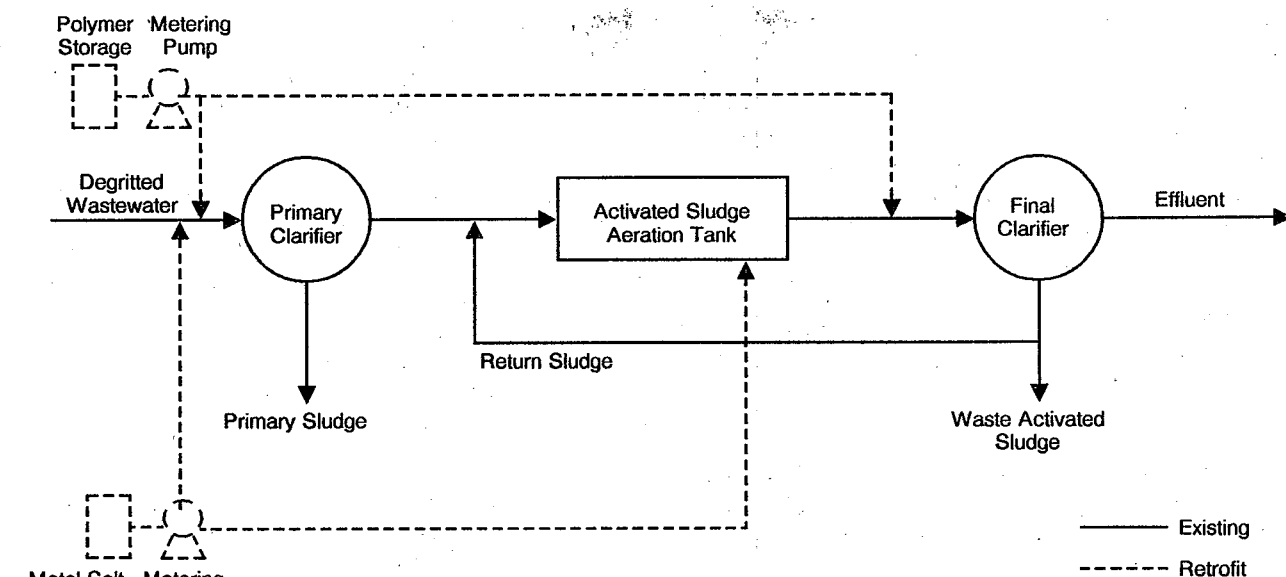 Polymer Metering
Storage Pump
Degritted
Wastewater
Primary
Clarifier
Activated Sludge
Aeration Tank
Final
Clarifier
Effluent
Return Sludge
Primary Sludge
Waste Activated
Sludge
Existing
Retrofit
Metal Salt Metering